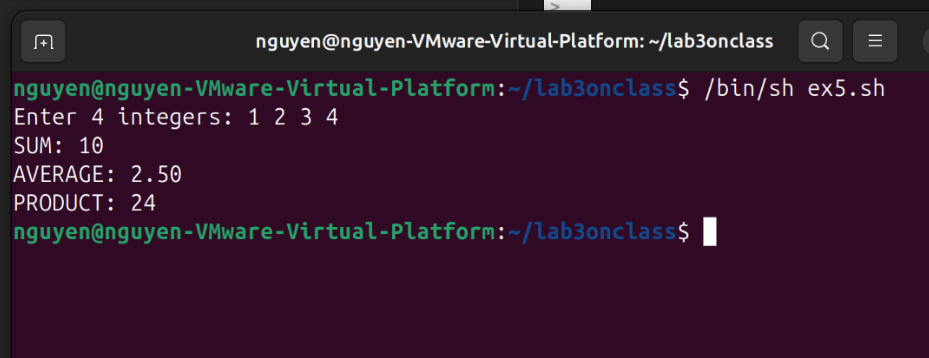 nguyen@nguyen-VMware-Virtual-Platform: ~/lab3onclass
nguyen@nguyen-VMware-Virtual-Platform:~/lab3onclass$ /bin/sh ex5.sh
Enter 4 integers: 1 2 3 4
SUM: 10
AVERAGE: 2.50
PRODUCT: 24
nguyen@nguyen-VMware-Virtual-Platform:~/lab3onclass$